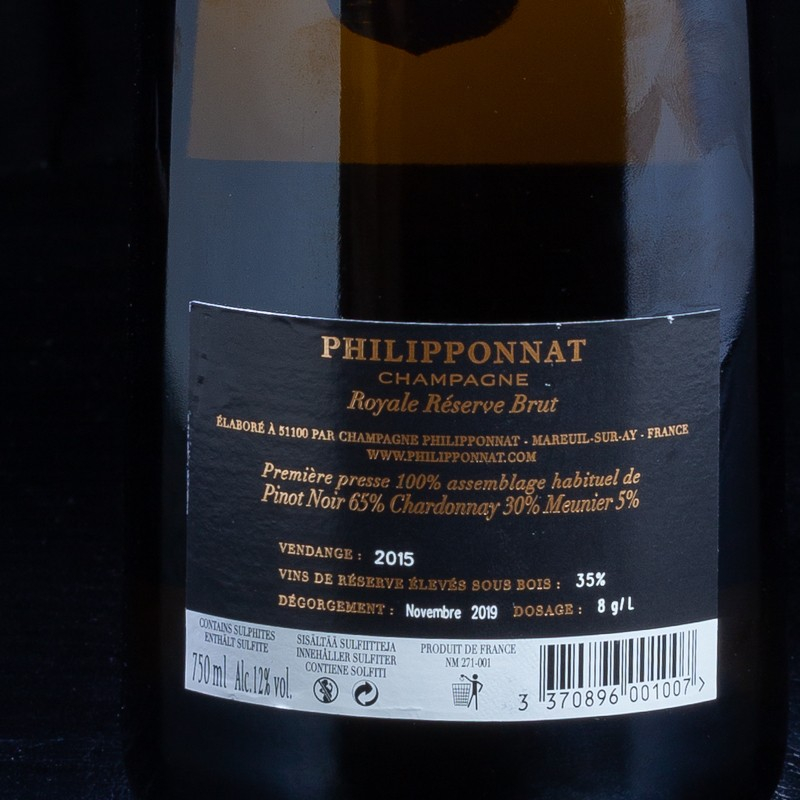 PHILIPPONNAT
CHAMPAGNE
Royale Réserve Brut
ÉLABORÉ À 51100 PAR CHAMPAGNE PHILIPPONNAT - MAREUIL-SUR-AY - FRANCE
WWW.PHILIPPONNAT.COM
Première presse 100% assemblage habituel de
Pinot Noir 65% Chardonnay 30% Meunier 5%
VENDANGE : 2015
VINS DE RÉSERVE ÉLEVÉS SOUS BOIS : 35%
DÉGORGEMENT : Novembre 2019 DOSAGE : 8 g/L
CONTAINS SULPHITES
ENTHÄLT SULFITE
750 ml Alc.12% vol.
SISÄLTÄÄ SULFIITTEJA
INNEHÅLLER SULFITER
CONTIENE SOLFITI
PRODUIT DE FRANCE
NM 271-001
3 370896 001007 >